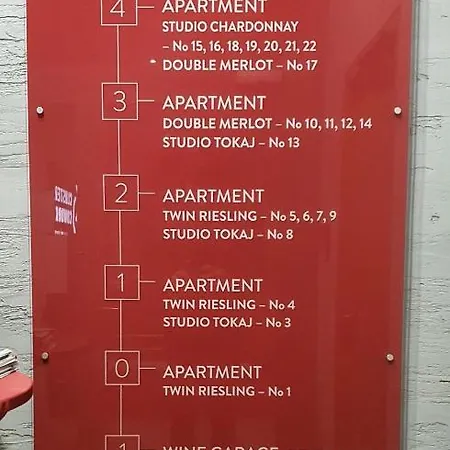 4 APARTMENT
STUDIO CHARDONNAY
– No 15, 16, 18, 19, 20, 21, 22
DOUBLE MERLOT – No 17
3 APARTMENT
DOUBLE MERLOT – No 10, 11, 12, 14
STUDIO TOKAJ – No 13
2 APARTMENT
TWIN RIESLING – No 5, 6, 7, 9
STUDIO TOKAJ – No 8
1 APARTMENT
TWIN RIESLING – No 4
STUDIO TOKAJ – No 3
0 APARTMENT
TWIN RIESLING – No 1
1 WINE GARAGE